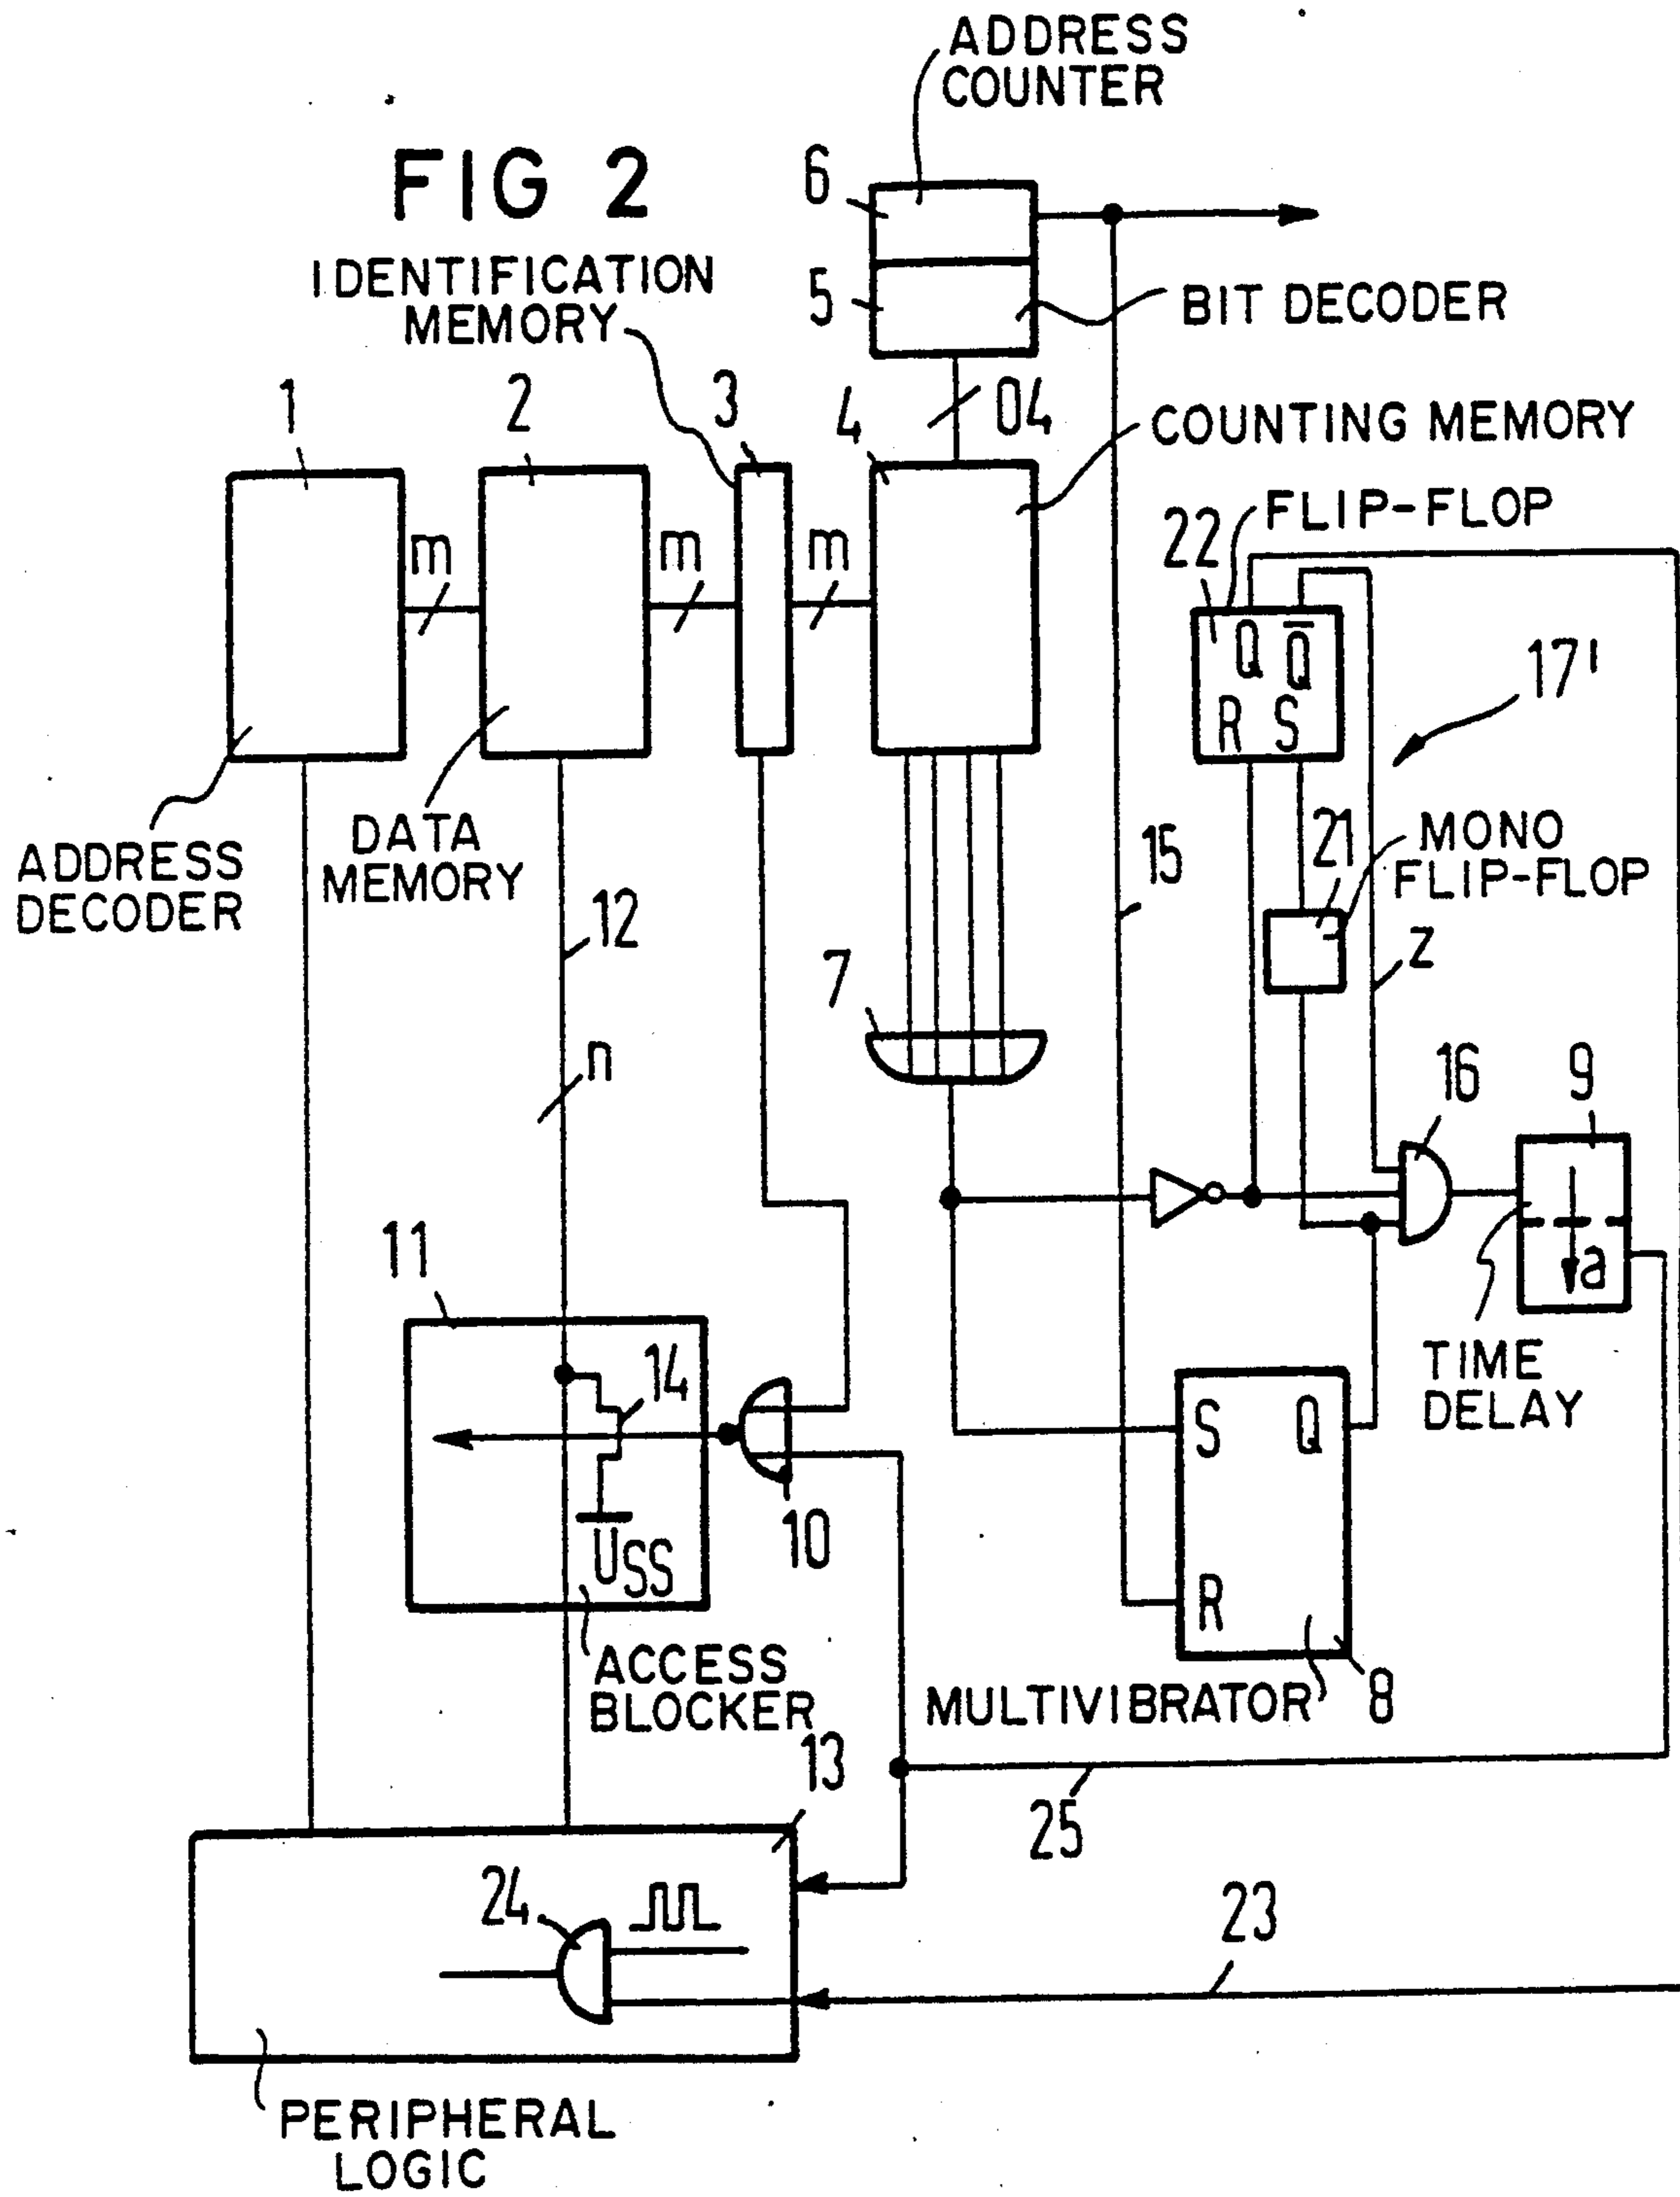 ADDRESS
COUNTER
FIG 2
6
IDENTIFICATION
MEMORY
5
BIT DECODER
1
2
3
4
04
COUNTING MEMORY
m
m
m
22
FLIP-FLOP
Q Q̅
R S
17'
ADDRESS
DECODER
DATA
MEMORY
12
15
21
MONO
FLIP-FLOP
z
7
n
16
9
a
11
14
USS
10
TIME
DELAY
S Q
R
ACCESS
BLOCKER
MULTIVIBRATOR
8
13
25
24
23
PERIPHERAL
LOGIC